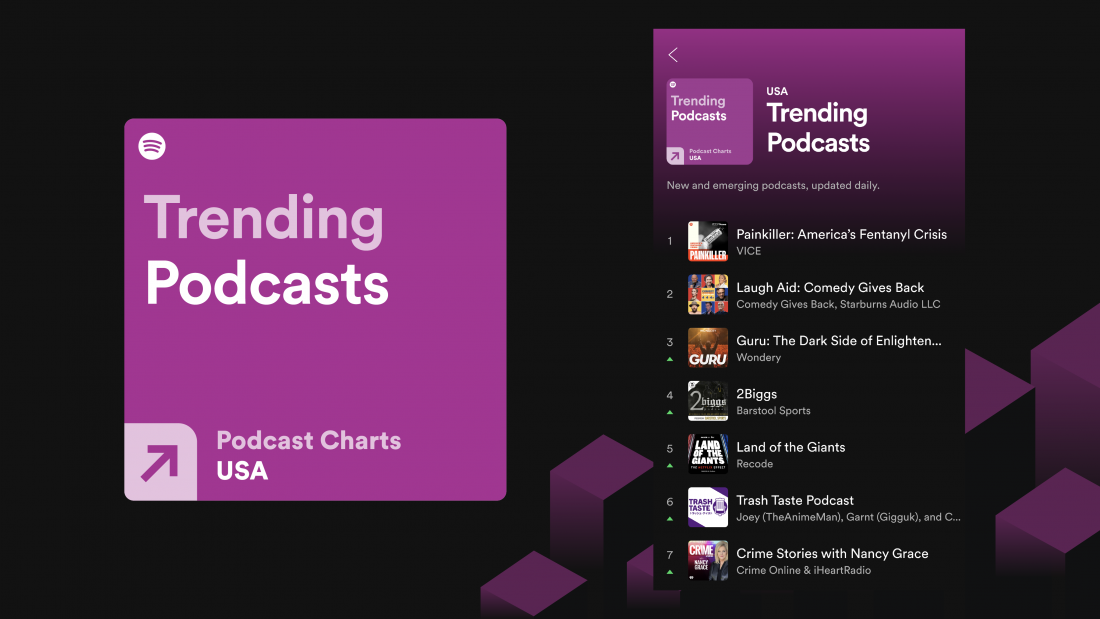 Trending
Podcasts
Podcast Charts
USA
Trending
Podcasts
Podcast Charts
USA
USA
Trending
Podcasts
New and emerging podcasts, updated daily.
1
Painkiller: America's Fentanyl Crisis
VICE
PAINKILLER
2
Laugh Aid: Comedy Gives Back
Comedy Gives Back, Starburns Audio LLC
3
Guru: The Dark Side of Enlighten...
Wondery
GURU
4
2Biggs
Barstool Sports
2biggs
5
Land of the Giants
Recode
LAND
OF THE
GIANTS
THE NETFLIX EFFECT
6
Trash Taste Podcast
Joey (TheAnimeMan), Garnt (Gigguk), and C...
TRASH
TASTE
7
Crime Stories with Nancy Grace
Crime Online & iHeartRadio
CRIME
NANCY
GRACE